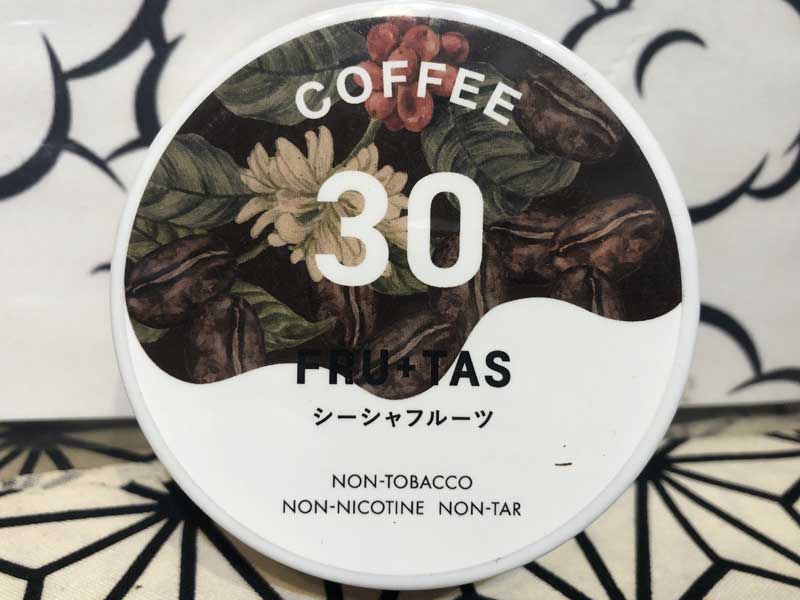 COFFEE
30
FRU+TAS
シーシャフルーツ
NON-TOBACCO
NON-NICOTINE NON-TAR